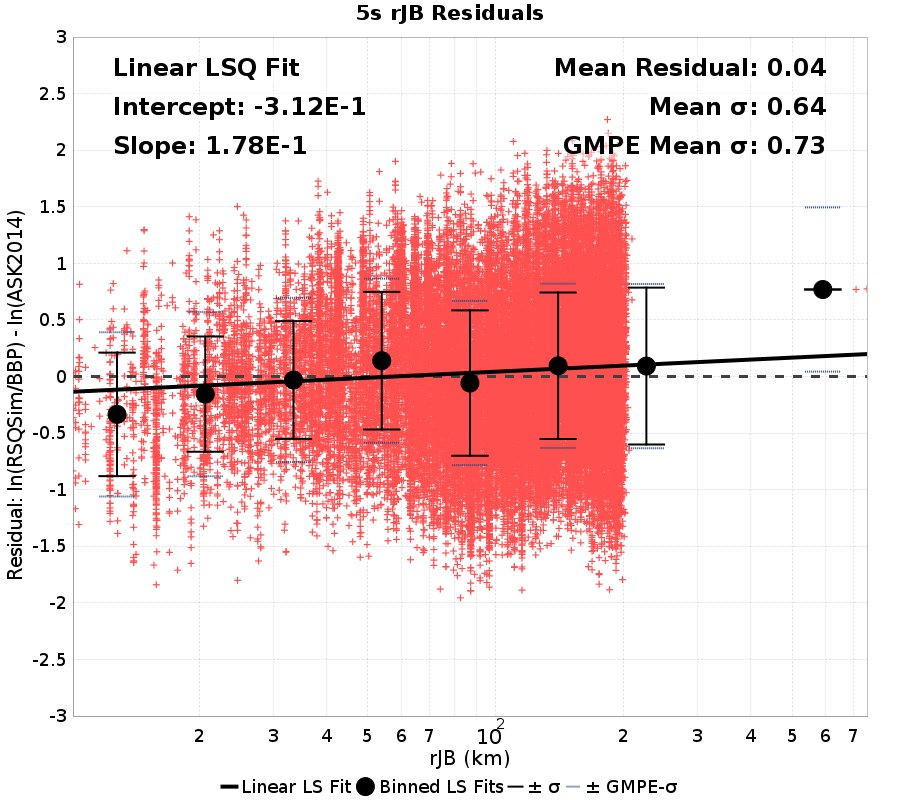 5s rJB Residuals
Linear LSQ Fit
Intercept: -3.12E-1
Slope: 1.78E-1
Mean Residual: 0.04
Mean σ: 0.64
GMPE Mean σ: 0.73
Residual: ln(RSQSim/BBP) - ln(ASK2014)
3
2.5
2
1.5
1
0.5
0
-0.5
-1
-1.5
-2
-2.5
-3
2 3 4 5 6 7 10^2 2 3 4 5 6 7
rJB (km)
Linear LS Fit Binned LS Fits ± σ ± GMPE-σ